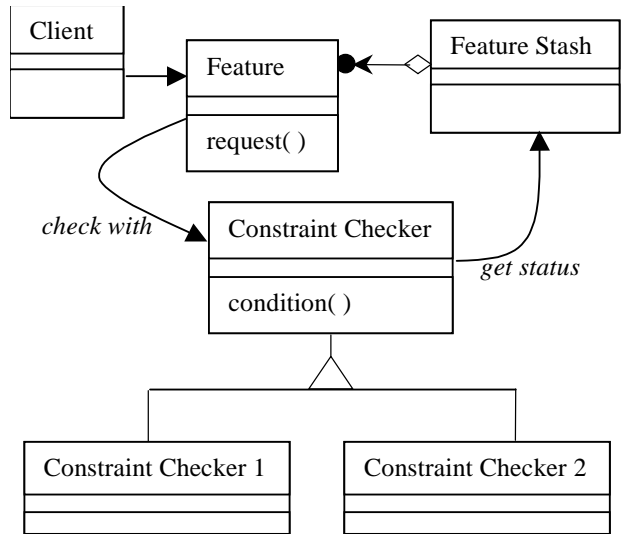 Client
Feature
Feature Stash
request( )
check with
Constraint Checker
get status
condition( )
Constraint Checker 1
Constraint Checker 2